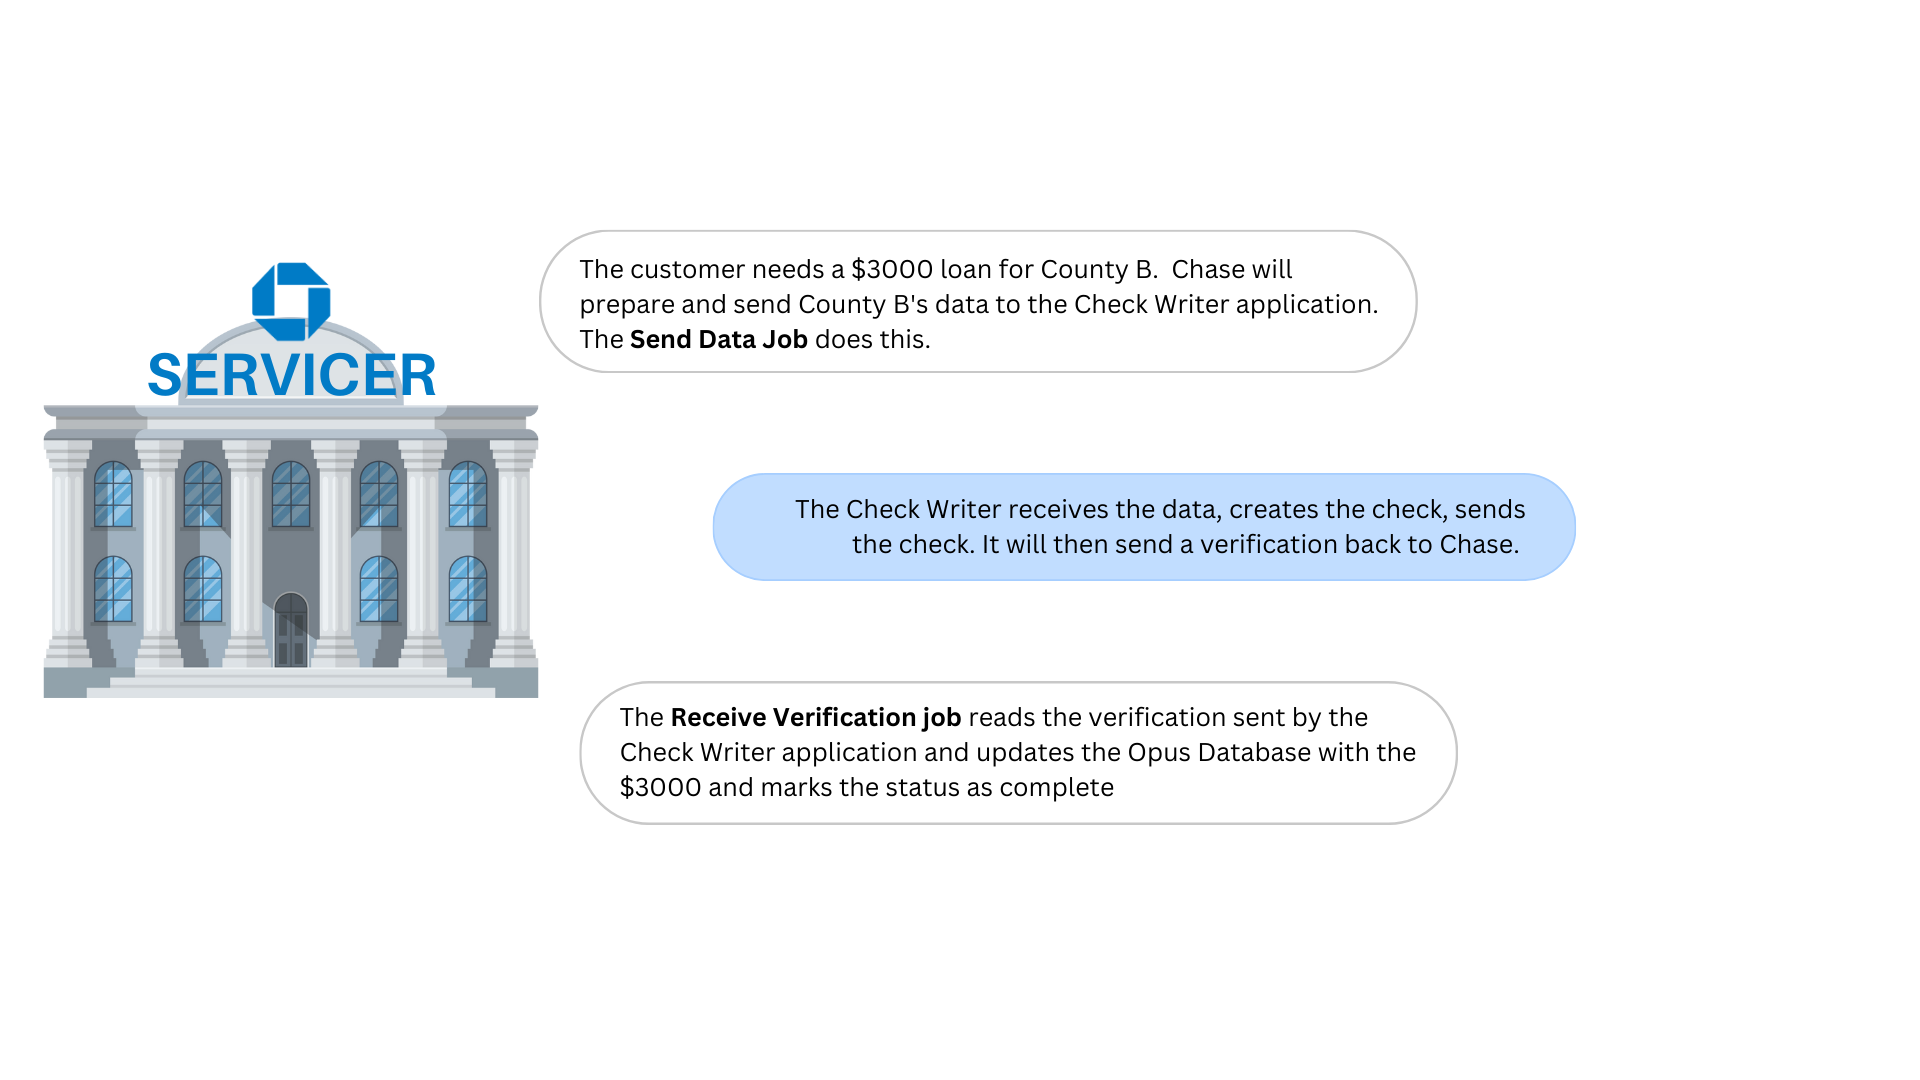 SERVICER
The customer needs a $3000 loan for County B.  Chase will
prepare and send County B's data to the Check Writer application.
The Send Data Job does this.
The Check Writer receives the data, creates the check, sends
the check. It will then send a verification back to Chase.
The Receive Verification job reads the verification sent by the
Check Writer application and updates the Opus Database with the
$3000 and marks the status as complete